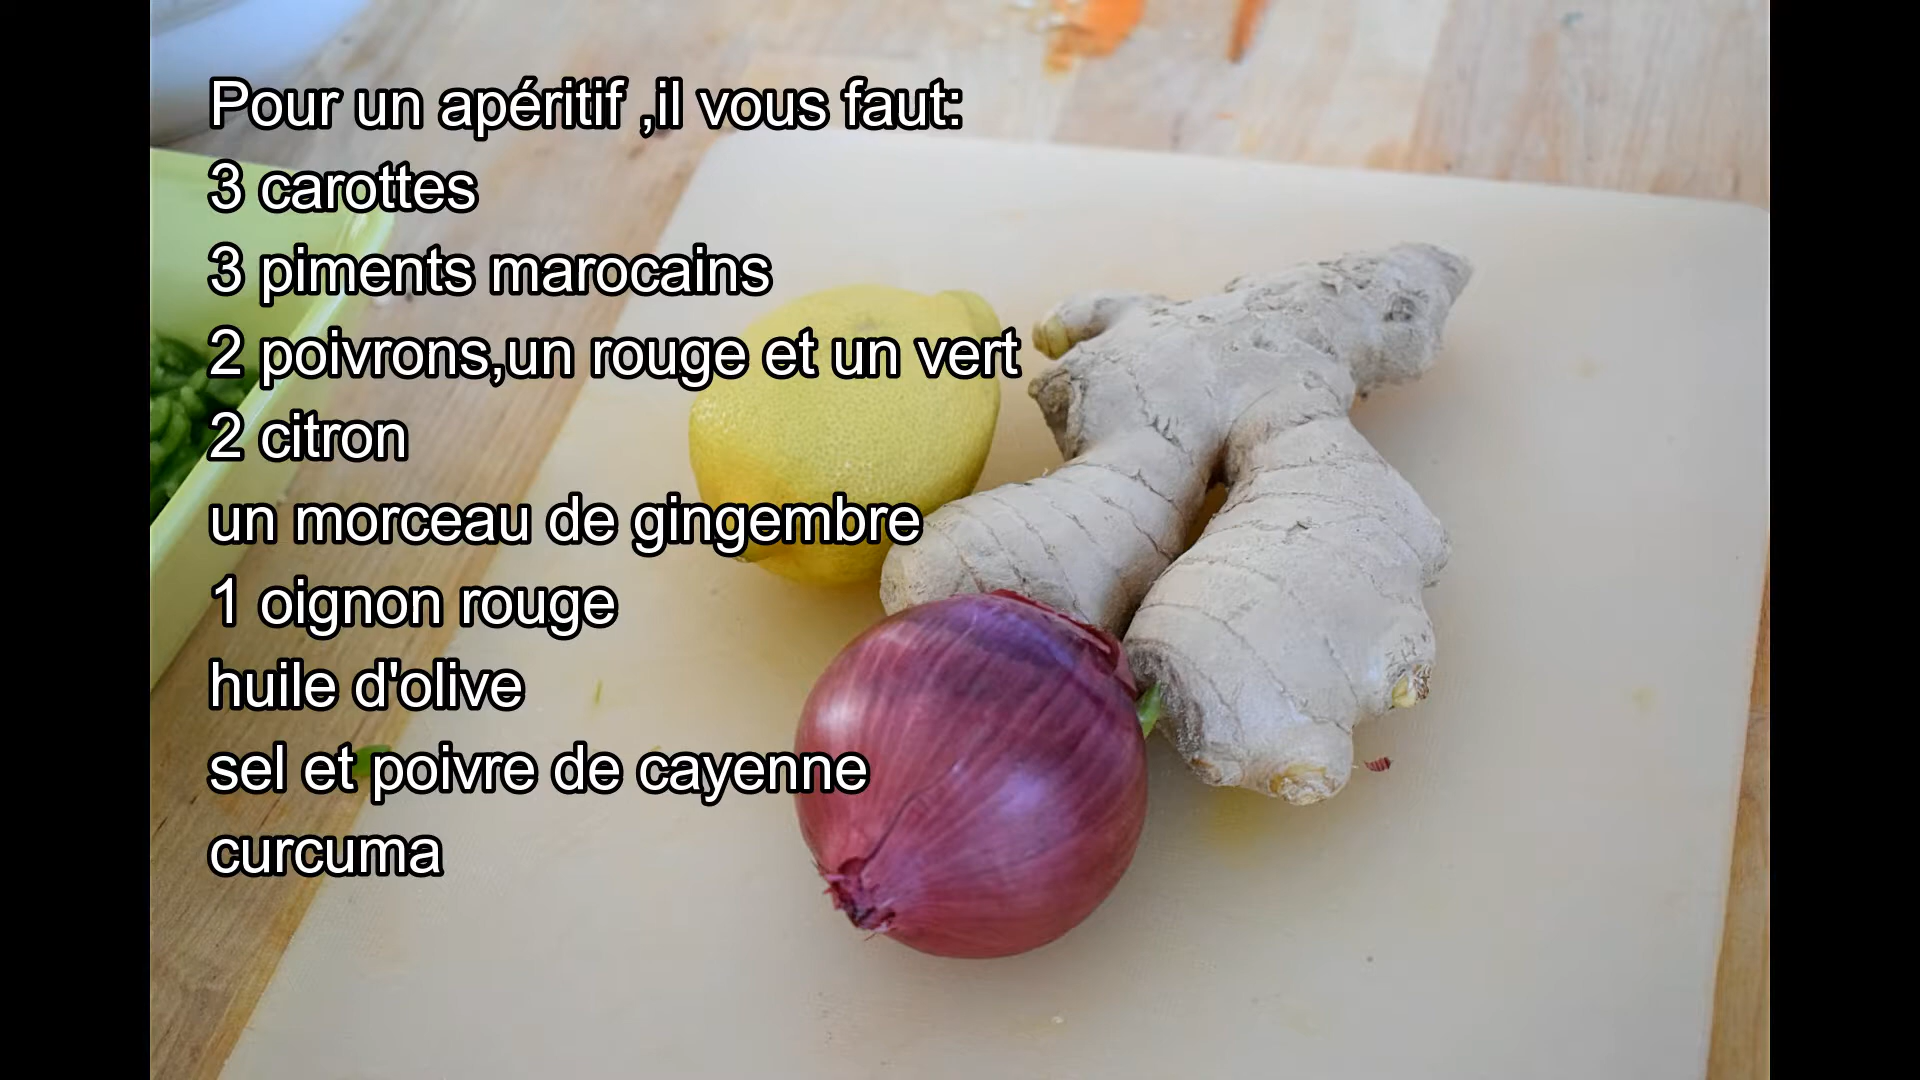 Pour un apéritif ,il vous faut:
3 carottes
3 piments marocains
2 poivrons,un rouge et un vert
2 citron
un morceau de gingembre
1 oignon rouge
huile d'olive
sel et poivre de cayenne
curcuma